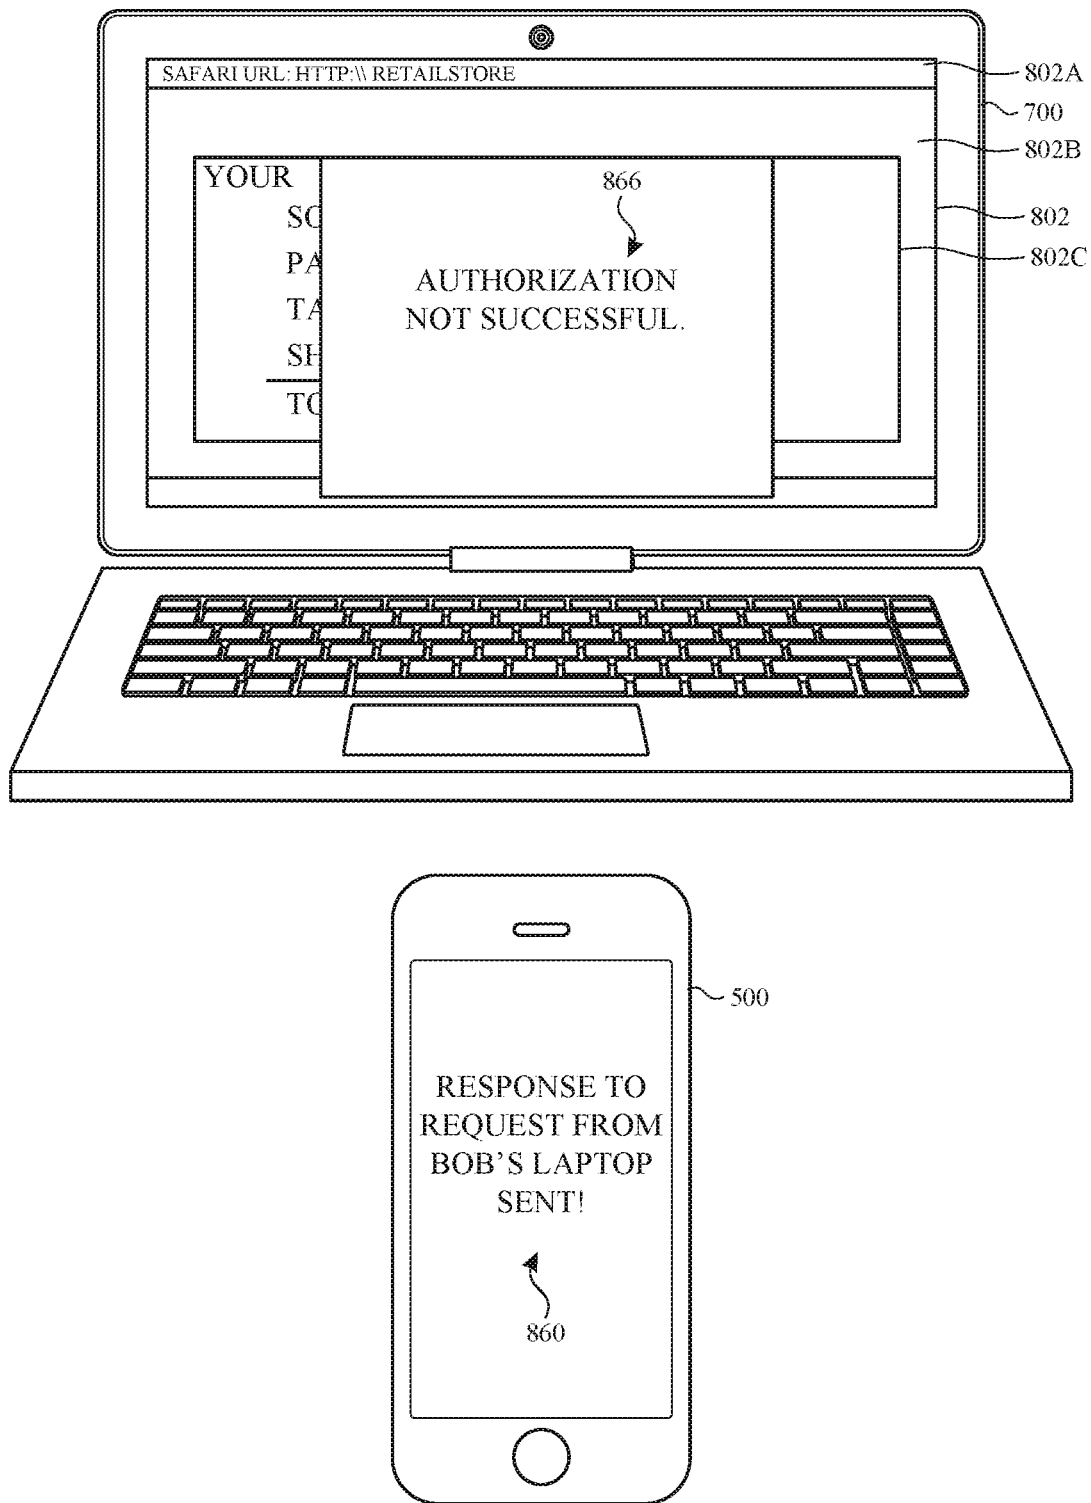 SAFARI URL: HTTP:\\ RETAILSTORE
802A
700
802B
YOUR
866
SC
802
PA
802C
AUTHORIZATION
TA
NOT SUCCESSFUL.
SH
TO
500
RESPONSE TO
REQUEST FROM
BOB'S LAPTOP
SENT!
860